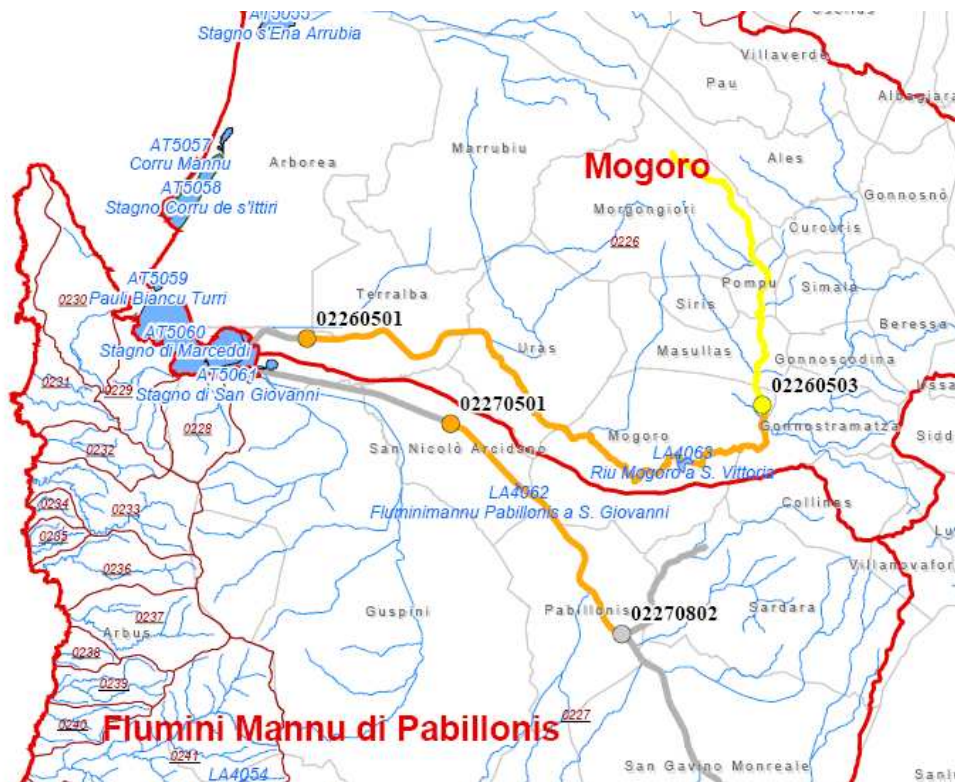 AT5055
Stagno s'Ena Arrubia
Villaverde
Pau
Albagiara
AT5057
Corru Mannu
Arborea
Marrubiu
Ales
Mogoro
AT5058
Stagno Corru de s'Ittiri
Gonnosnò
Morgongiori
Curcuris
0226
AT5059
Pauli Biancu Turri
0230
Terralba
Pompu
Simala
Siris
02260501
AT5060
Stagno di Marceddì
Uras
Masullas
Baressa
Gonnoscodina
AT5061
Stagno di San Giovanni
0231
0229
02270501
02260503
Gonnostramatza
0228
San Nicolò Arcidano
Mogoro
LA4063
Riu Mogoro a S. Vittoria
0232
LA4062
Fluminimannu Pabillonis a S. Giovanni
Collinas
0234
0233
0235
0236
Villanovafor
Guspini
Pabillonis
02270802
Sardara
0237
Arbus
0238
0239
0240
Flumini Mannu di Pabillonis
0227
0241
LA4054
San Gavino Monreale